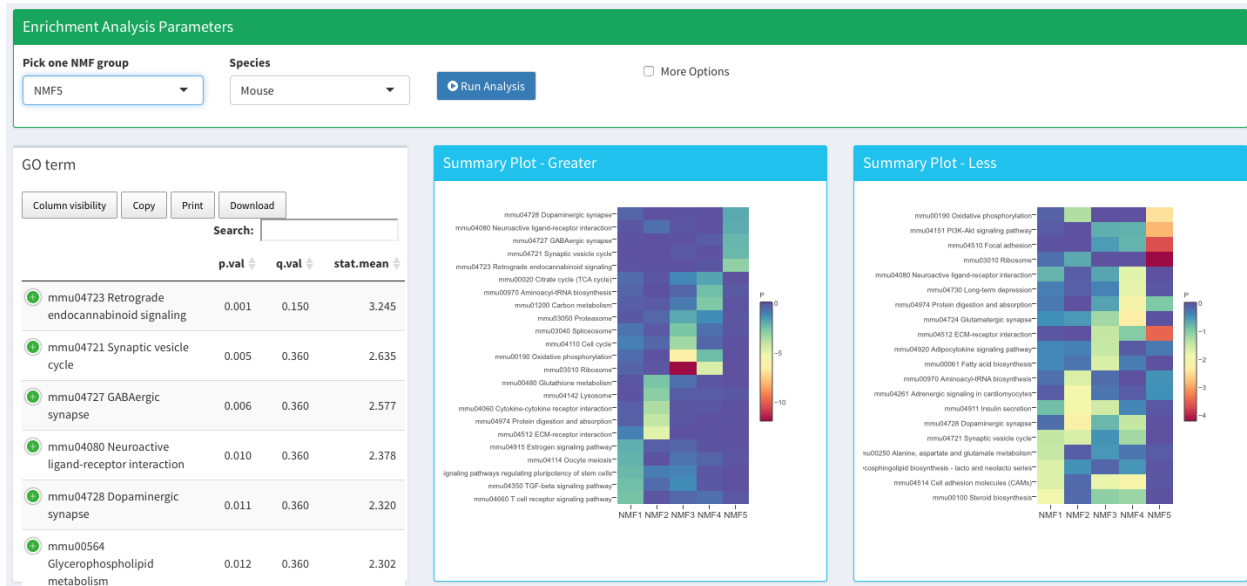 Enrichment Analysis Parameters
Pick one NMF group
Species
NMF5
Mouse
Run Analysis
More Options
GO term
Column visibility
Copy
Print
Download
Search:
p.val
q.val
stat.mean
mmu04723 Retrograde
endocannabinoid signaling
0.001
0.150
3.245
mmu04721 Synaptic vesicle
cycle
0.005
0.360
2.635
mmu04727 GABAergic
synapse
0.006
0.360
2.577
mmu04080 Neuroactive
ligand-receptor interaction
0.010
0.360
2.378
mmu04728 Dopaminergic
synapse
0.011
0.360
2.320
mmu00564
Glycerophospholipid
metabolism
0.012
0.360
2.302
Summary Plot - Greater
mmu04728 Dopaminergic synapse
mmu04080 Neuroactive ligand-receptor interaction
mmu04727 GABAergic synapse
mmu04721 Synaptic vesicle cycle
mmu04723 Retrograde endocannabinoid signaling
mmu00020 Citrate cycle (TCA cycle)
mmu00970 Aminoacyl-tRNA biosynthesis
mmu01200 Carbon metabolism
mmu03050 Proteasome
mmu03040 Spliceosome
mmu04110 Cell cycle
mmu00190 Oxidative phosphorylation
mmu03010 Ribosome
mmu00480 Glutathione metabolism
mmu04142 Lysosome
mmu04060 Cytokine-cytokine receptor interaction
mmu04974 Protein digestion and absorption
mmu04512 ECM-receptor interaction
mmu04915 Estrogen signaling pathway
mmu04114 Oocyte meiosis
ignaling pathways regulating pluripotency of stem cells
mmu04350 TGF-beta signaling pathway
mmu04660 T cell receptor signaling pathway
NMF1 NMF2 NMF3 NMF4 NMF5
P
0
−5
−10
Summary Plot - Less
mmu00190 Oxidative phosphorylation
mmu04151 PI3K-Akt signaling pathway
mmu04510 Focal adhesion
mmu03010 Ribosome
mmu04080 Neuroactive ligand-receptor interaction
mmu04730 Long-term depression
mmu04974 Protein digestion and absorption
mmu04724 Glutamatergic synapse
mmu04512 ECM-receptor interaction
mmu04920 Adipocytokine signaling pathway
mmu00061 Fatty acid biosynthesis
mmu00970 Aminoacyl-tRNA biosynthesis
mmu04261 Adrenergic signaling in cardiomyocytes
mmu04911 Insulin secretion
mmu04728 Dopaminergic synapse
mmu04721 Synaptic vesicle cycle
nu00250 Alanine, aspartate and glutamate metabolism
cosphingolipid biosynthesis - lacto and neolacto series
mmu04514 Cell adhesion molecules (CAMs)
mmu00100 Steroid biosynthesis
NMF1 NMF2 NMF3 NMF4 NMF5
P
0
−1
−2
−3
−4